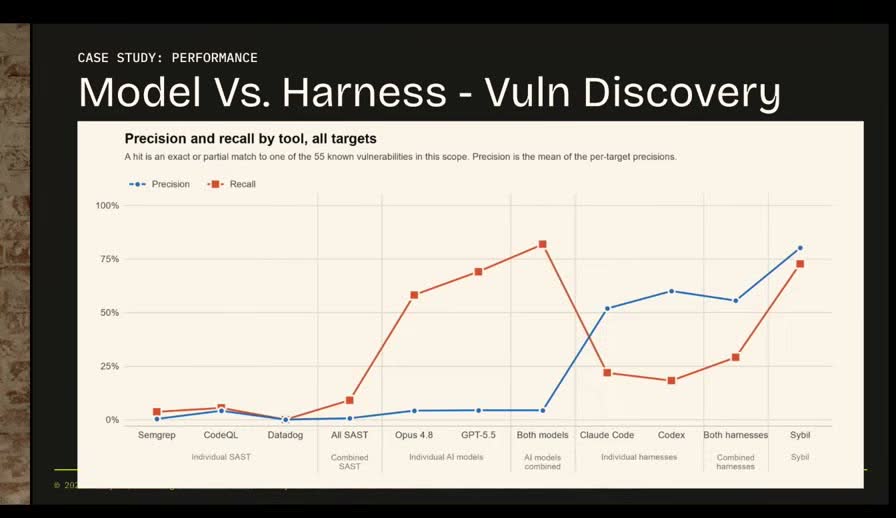 CASE STUDY: PERFORMANCE
Model Vs. Harness - Vuln Discovery
Precision and recall by tool, all targets
A hit is an exact or partial match to one of the 55 known vulnerabilities in this scope. Precision is the mean of the per-target precisions.
Precision Recall
100%
75%
50%
25%
0%
Semgrep CodeQL Datadog All SAST Opus 4.8 GPT-5.5 Both models Claude Code Codex Both harnesses Sybil
Individual SAST Combined SAST Individual AI models AI models combined Individual harnesses Combined harnesses Sybil
©